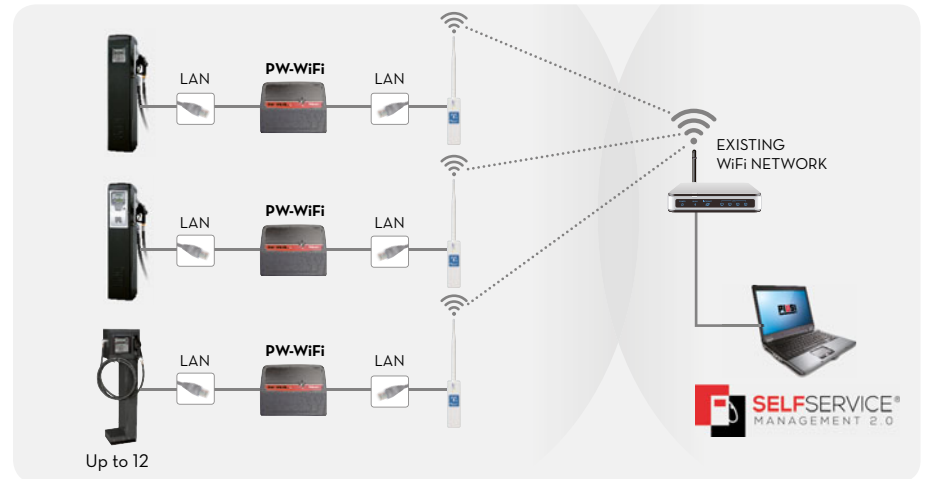 PW-WiFi
LAN
LAN
PW-WiFi
LAN
LAN
PW-WiFi
LAN
LAN
Up to 12
EXISTING
WiFi NETWORK
PIUSI
SELFSERVICE®
MANAGEMENT 2.0